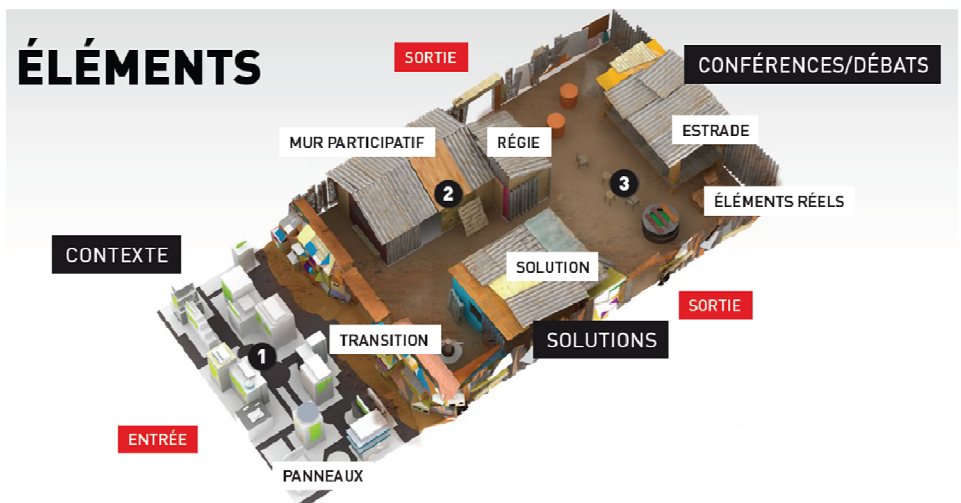 ÉLÉMENTS
SORTIE
CONFÉRENCES/DÉBATS
MUR PARTICIPATIF
RÉGIE
ESTRADE
2
3
ÉLÉMENTS RÉELS
CONTEXTE
SOLUTION
SORTIE
1
TRANSITION
SOLUTIONS
ENTRÉE
PANNEAUX